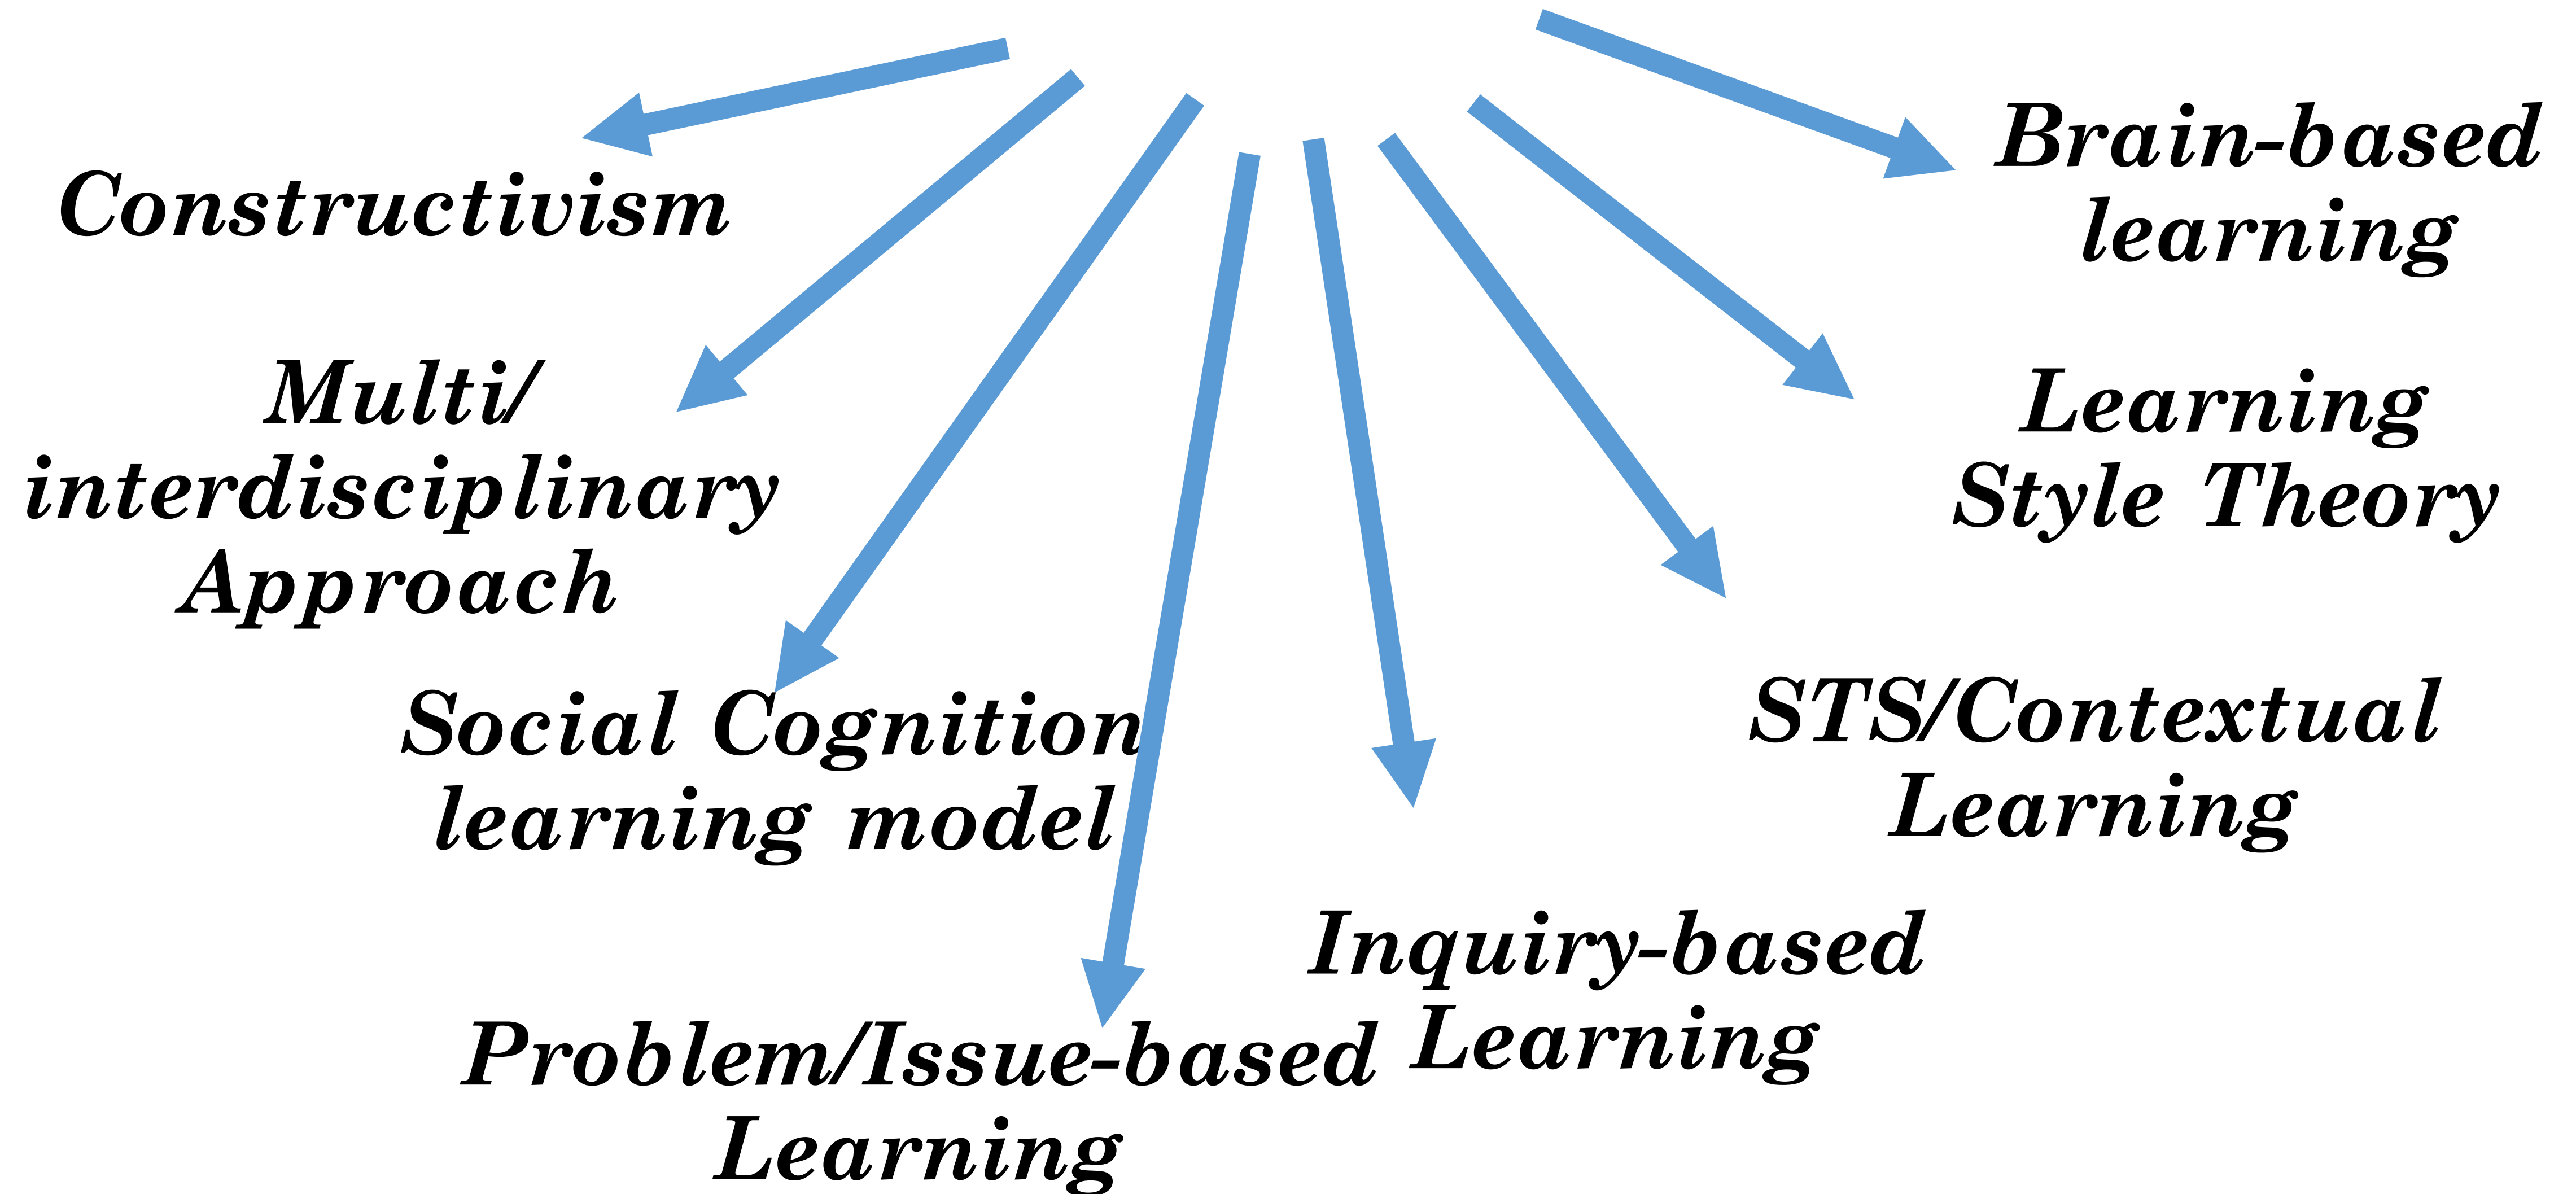 Constructivism
Multi/
interdisciplinary
Approach
Social Cognition
learning model
Problem/Issue-based
Learning
Inquiry-based
Learning
STS/Contextual
Learning
Learning
Style Theory
Brain-based
learning